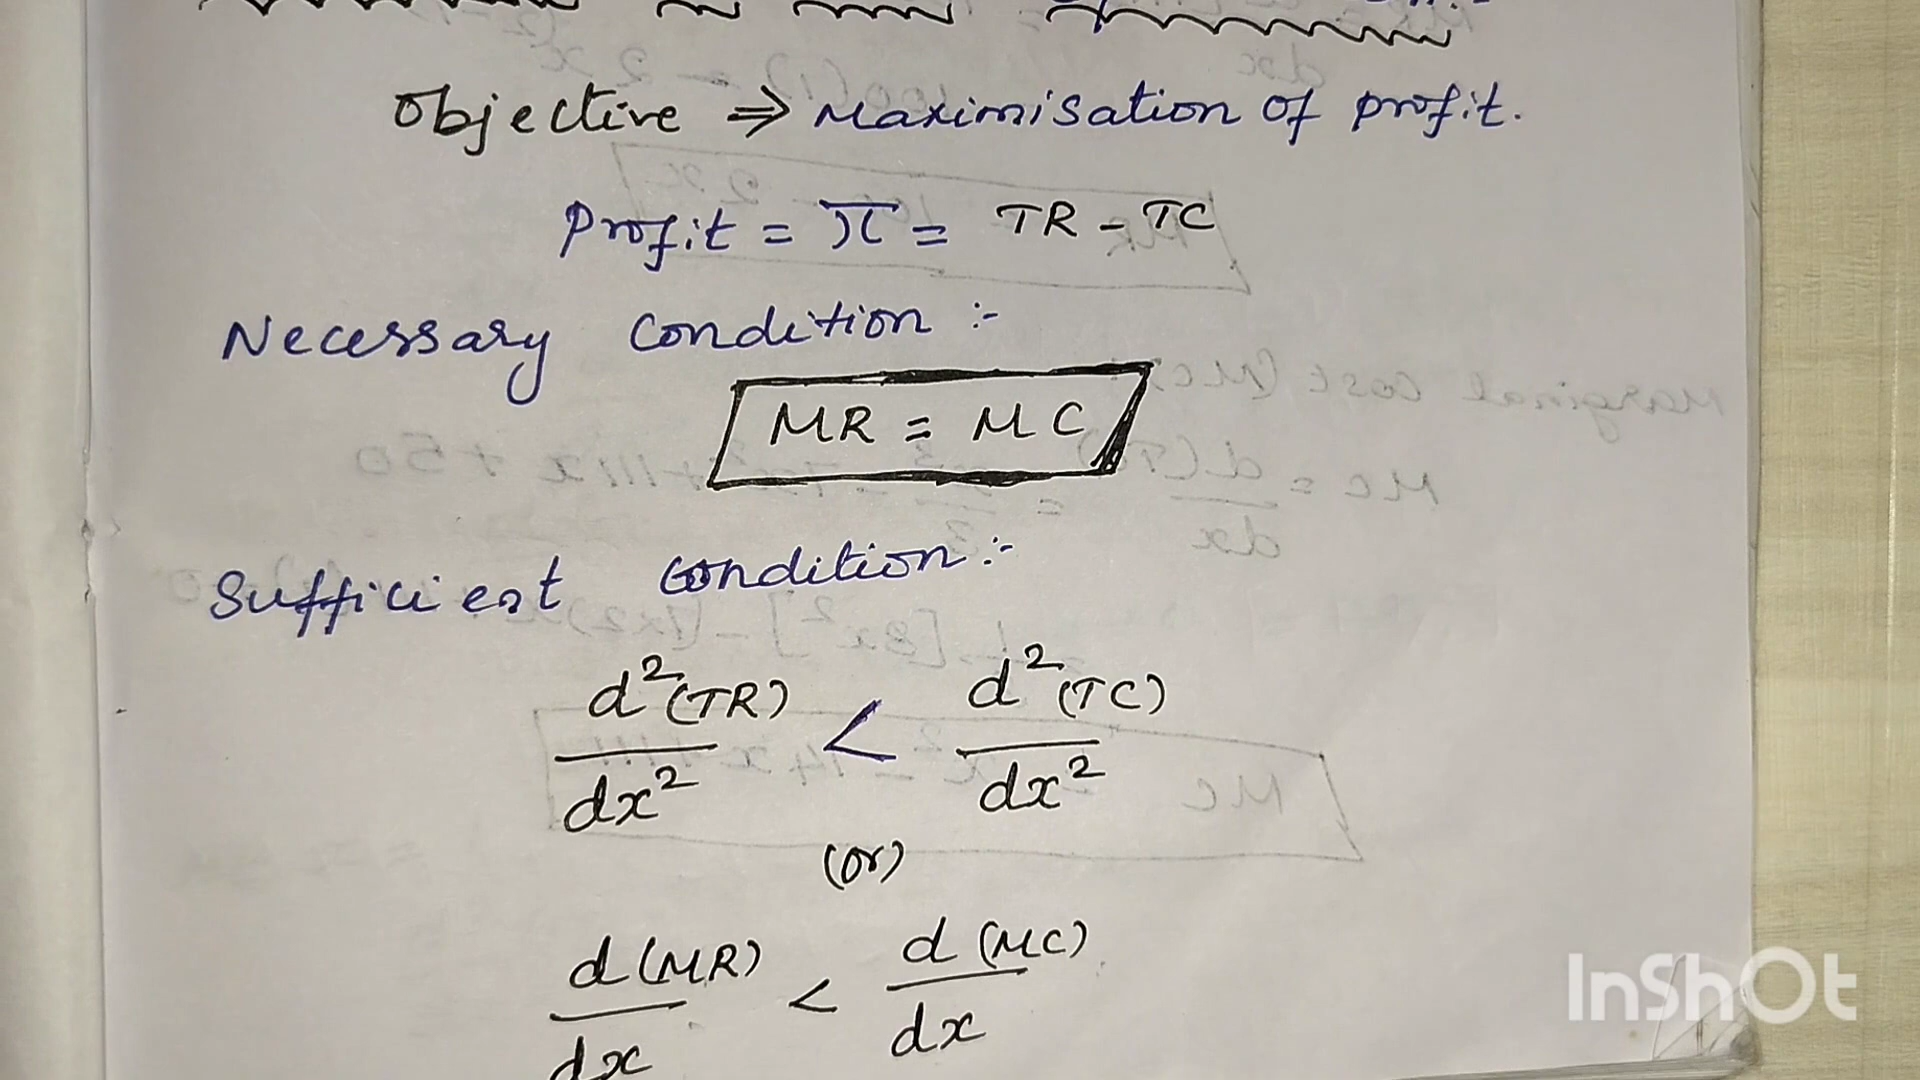 Objective ⇒ Maximisation of profit.
Profit = π = TR - TC
Necessary condition :-
MR = MC
Sufficient condition :-
d²(TR)/dx² < d²(TC)/dx²
(or)
d(MR)/dx < d(MC)/dx
InShOt